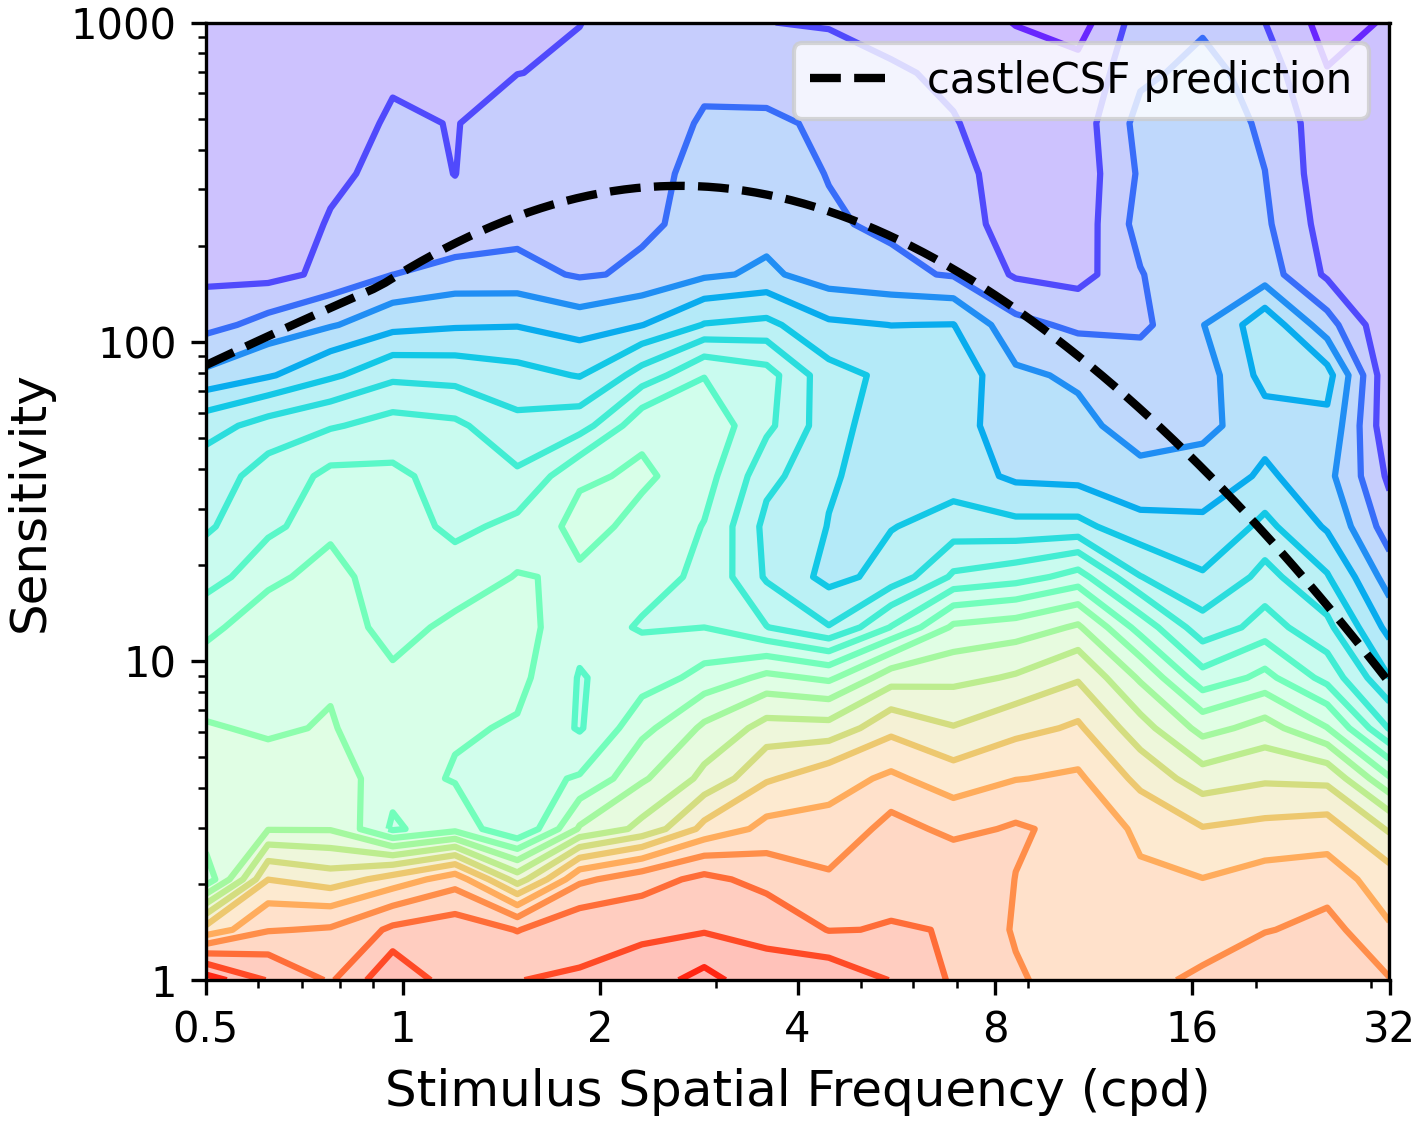 1000
100
10
1
Sensitivity
castleCSF prediction
0.5 1 2 4 8 16 32
Stimulus Spatial Frequency (cpd)